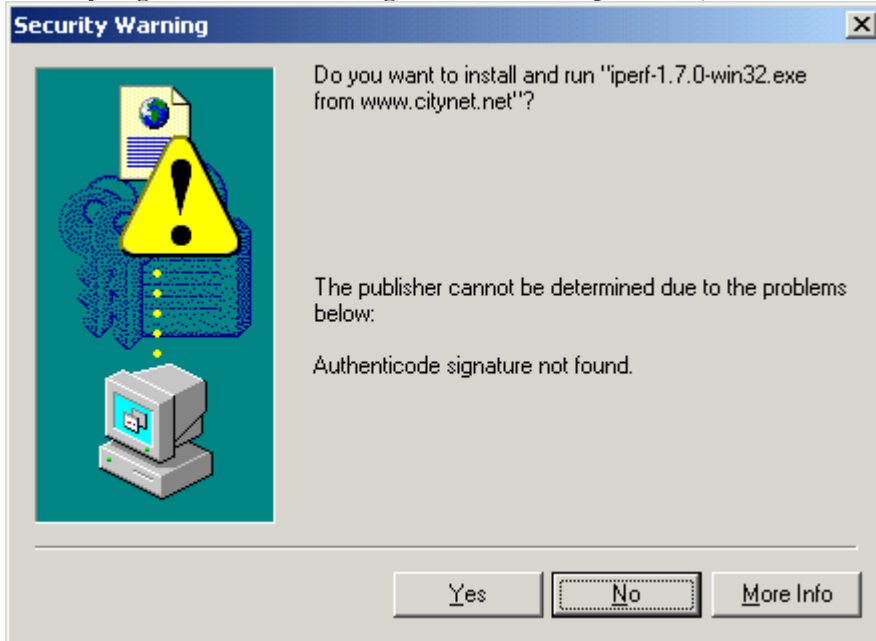 Security Warning
Do you want to install and run "iperf-1.7.0-win32.exe
from www.citynet.net"?
The publisher cannot be determined due to the problems
below:
Authenticode signature not found.
Yes
No
More Info